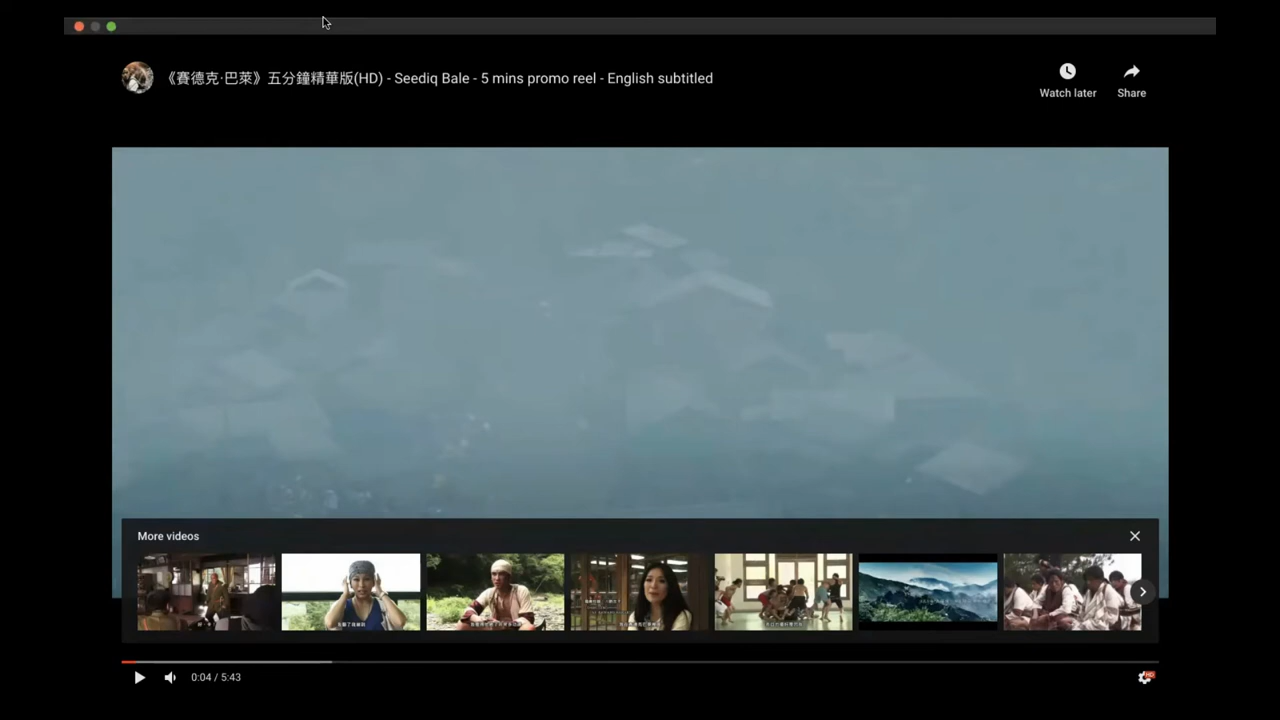 《賽德克·巴萊》五分鐘精華版(HD) - Seediq Bale - 5 mins promo reel - English subtitled
Watch later
Share
More videos
0:04 / 5:43
HD